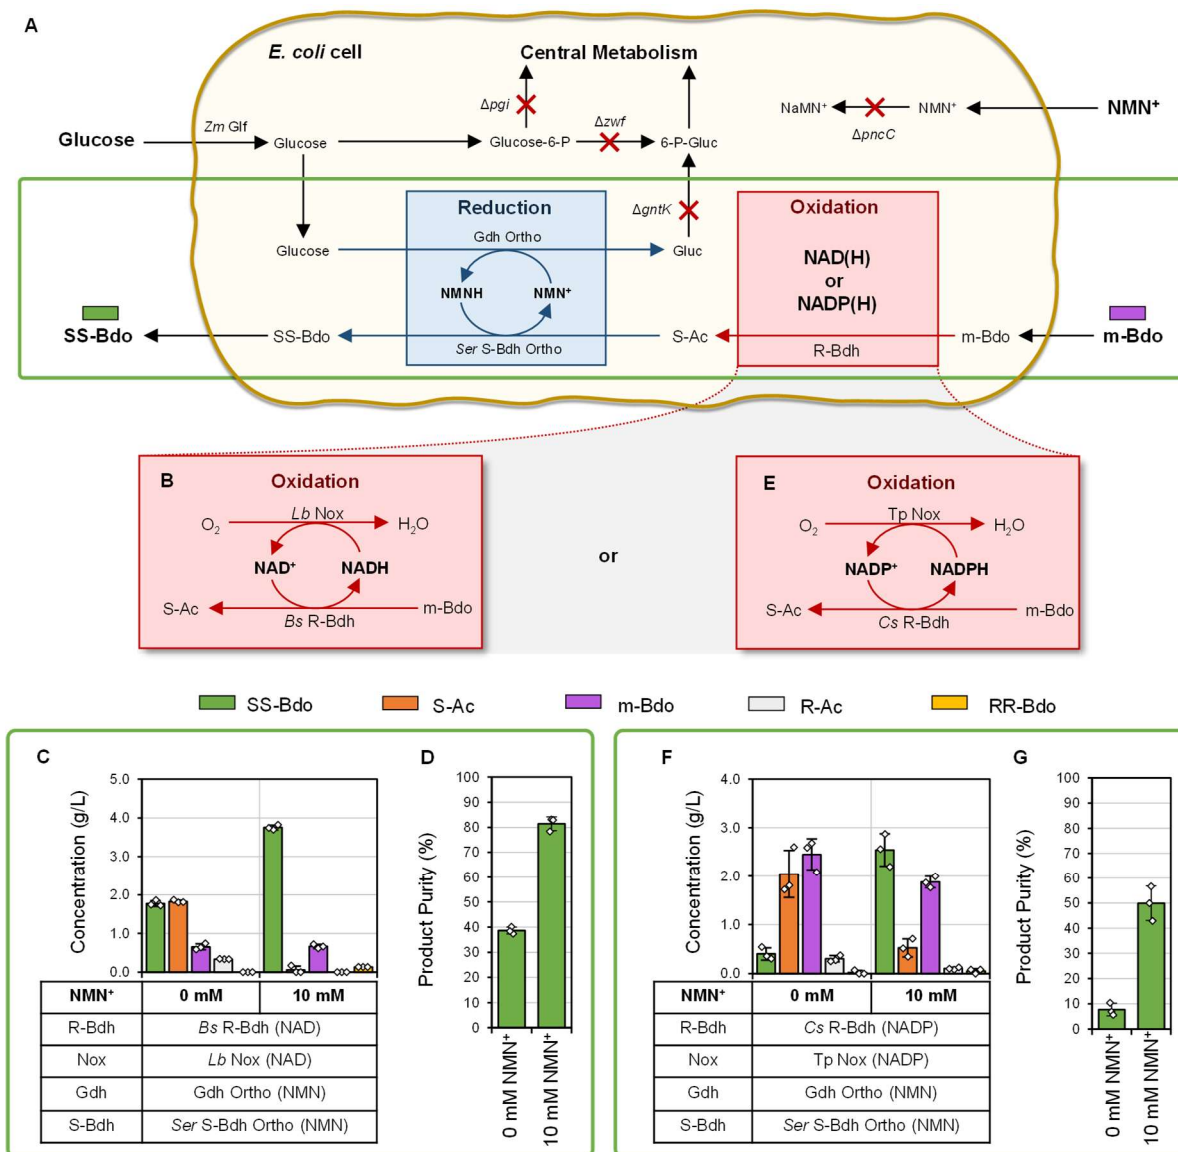 A
E. coli cell
Central Metabolism
Δpgi
NaMN⁺
NMN⁺
NMN⁺
ΔpncC
Glucose
Zm Glf
Glucose
Glucose-6-P
Δzwf
6-P-Gluc
Reduction
Oxidation
ΔgntK
Glucose
Gdh Ortho
Gluc
NAD(H)
or
NADP(H)
NMNH
NMN⁺
SS-Bdo
SS-Bdo
Ser S-Bdh Ortho
S-Ac
R-Bdh
m-Bdo
m-Bdo
B
Oxidation
O₂
Lb Nox
H₂O
NAD⁺
NADH
S-Ac
Bs R-Bdh
m-Bdo
or
E
Oxidation
O₂
Tp Nox
H₂O
NADP⁺
NADPH
S-Ac
Cs R-Bdh
m-Bdo
SS-Bdo
S-Ac
m-Bdo
R-Ac
RR-Bdo
C
Concentration (g/L)
5.0
4.0
3.0
2.0
1.0
0.0
NMN⁺
0 mM
10 mM
R-Bdh
Bs R-Bdh (NAD)
Nox
Lb Nox (NAD)
Gdh
Gdh Ortho (NMN)
S-Bdh
Ser S-Bdh Ortho (NMN)
D
Product Purity (%)
100
90
80
70
60
50
40
30
20
10
0
0 mM NMN⁺
10 mM NMN⁺
F
Concentration (g/L)
4.0
3.0
2.0
1.0
0.0
NMN⁺
0 mM
10 mM
R-Bdh
Cs R-Bdh (NADP)
Nox
Tp Nox (NADP)
Gdh
Gdh Ortho (NMN)
S-Bdh
Ser S-Bdh Ortho (NMN)
G
Product Purity (%)
100
90
80
70
60
50
40
30
20
10
0
0 mM NMN⁺
10 mM NMN⁺